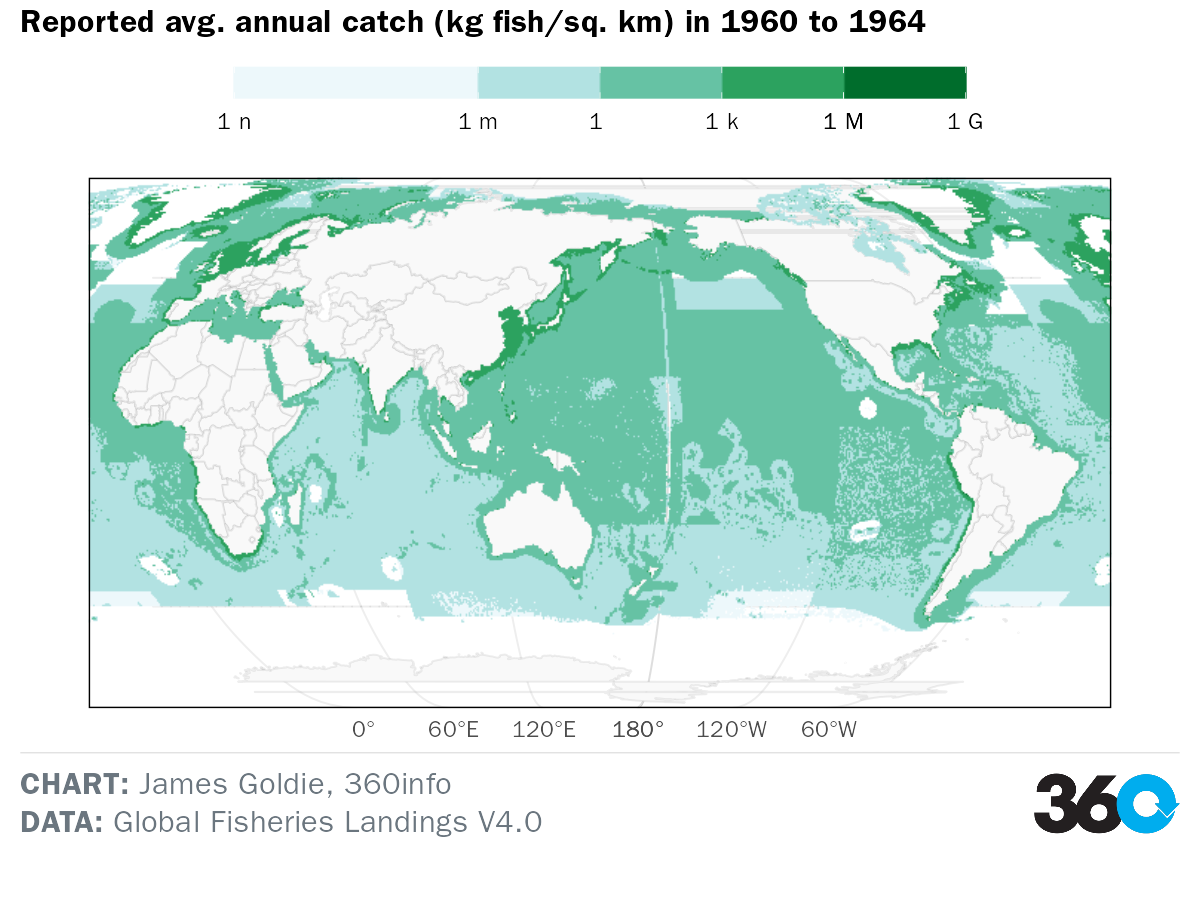 Reported avg. annual catch (kg fish/sq. km) in 1960 to 1964
1 n 1 m 1 1 k 1 M 1 G
0° 60°E 120°E 180° 120°W 60°W
CHART: James Goldie, 360info
DATA: Global Fisheries Landings V4.0
360